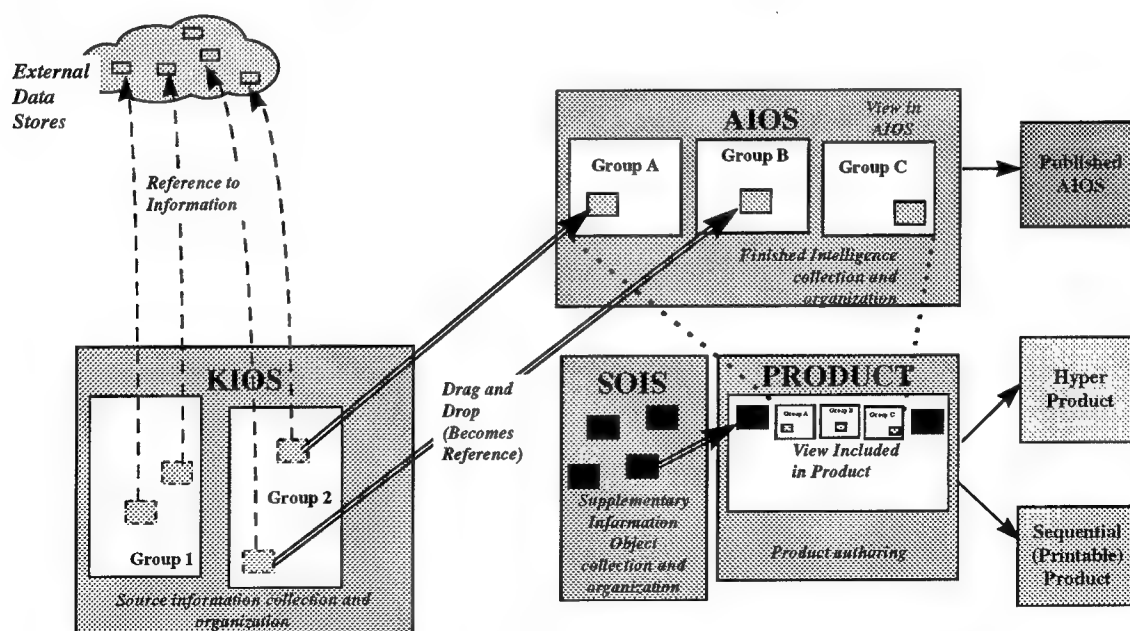 External
Data
Stores
Reference to
Information
KIOS
Group 1
Group 2
Source information collection and
organization
Drag and
Drop
(Becomes
Reference)
AIOS
View in
AIOS
Group A
Group B
Group C
Finished Intelligence
collection and
organization
Published
AIOS
SOIS
Supplementary
Information
Object
collection and
organization
PRODUCT
Group A
Group B
Group C
View Included
in Product
Product authoring
Hyper
Product
Sequential
(Printable)
Product